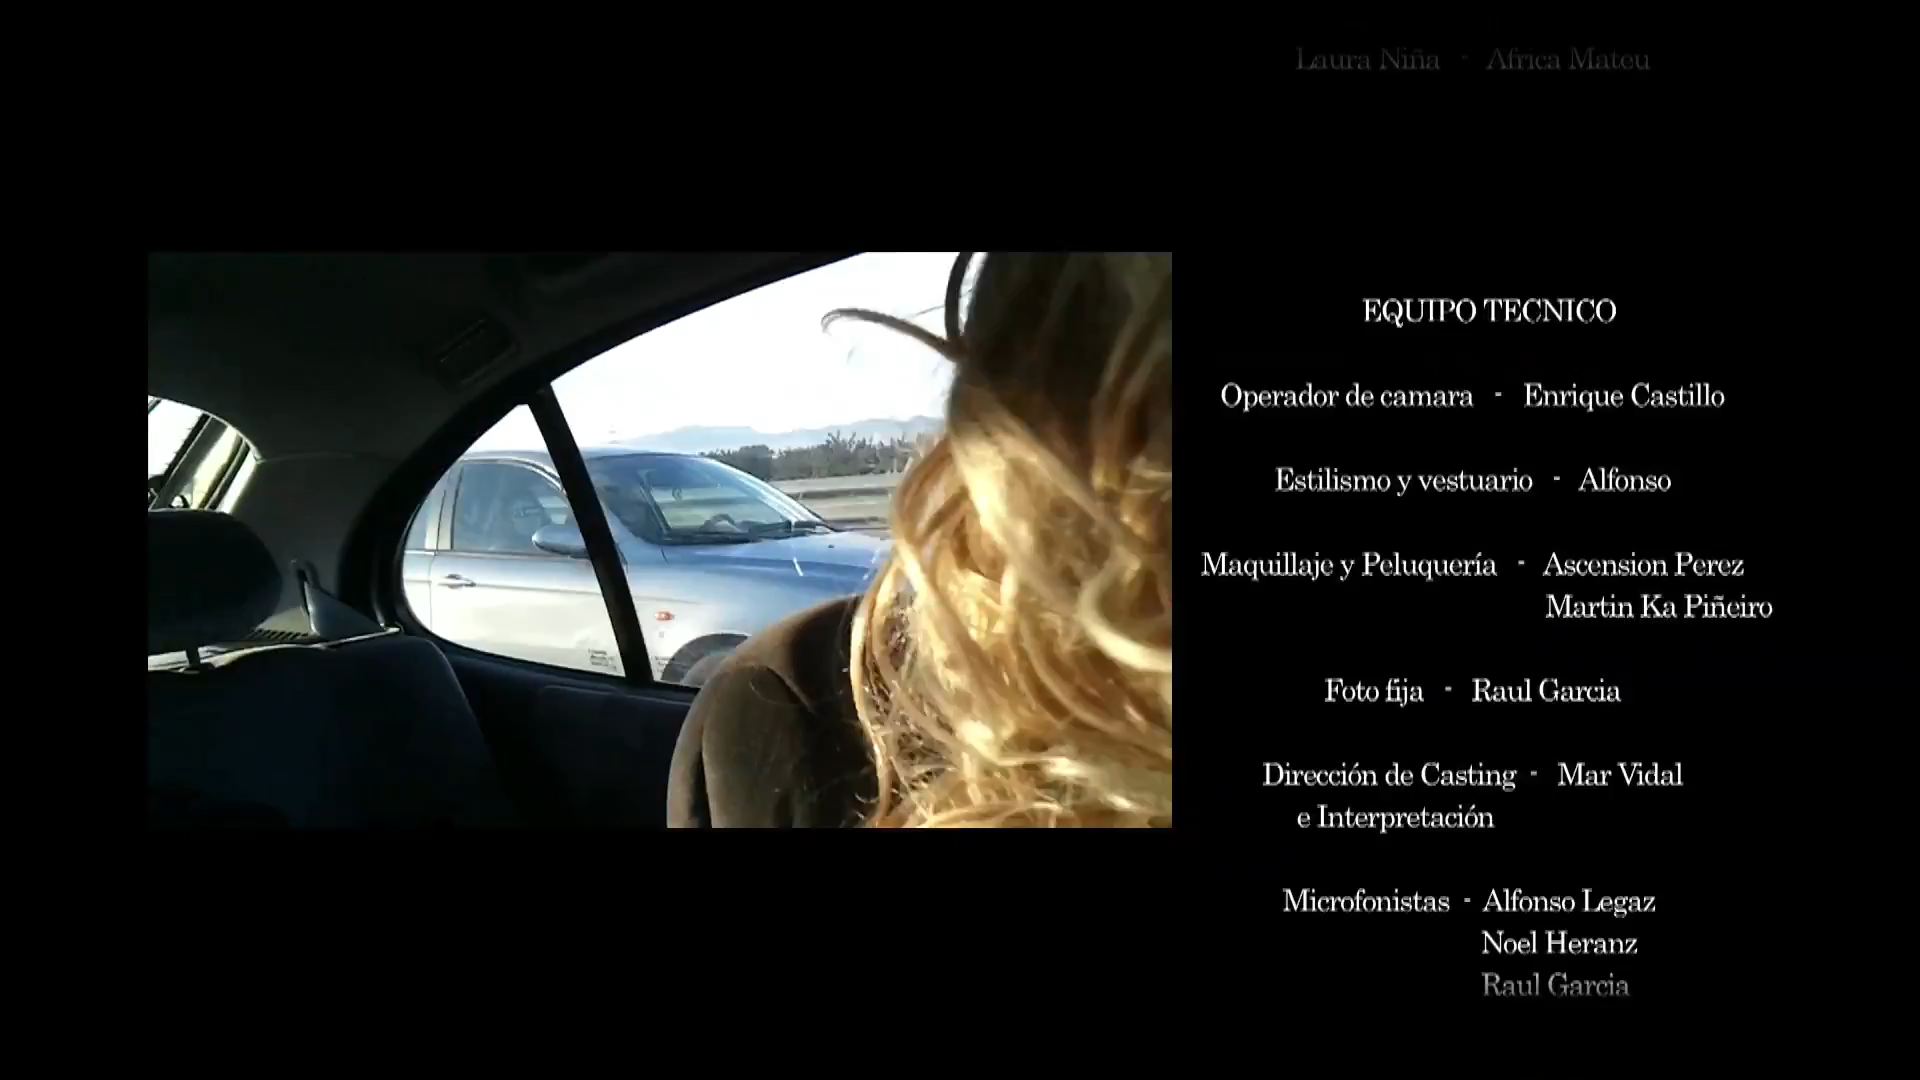 Laura Niña - Africa Mateu
EQUIPO TECNICO
Operador de camara - Enrique Castillo
Estilismo y vestuario - Alfonso
Maquillaje y Peluquería - Ascension Perez
Martin Ka Piñeiro
Foto fija - Raul Garcia
Dirección de Casting - Mar Vidal
e Interpretación
Microfonistas - Alfonso Legaz
Noel Heranz
Raul Garcia